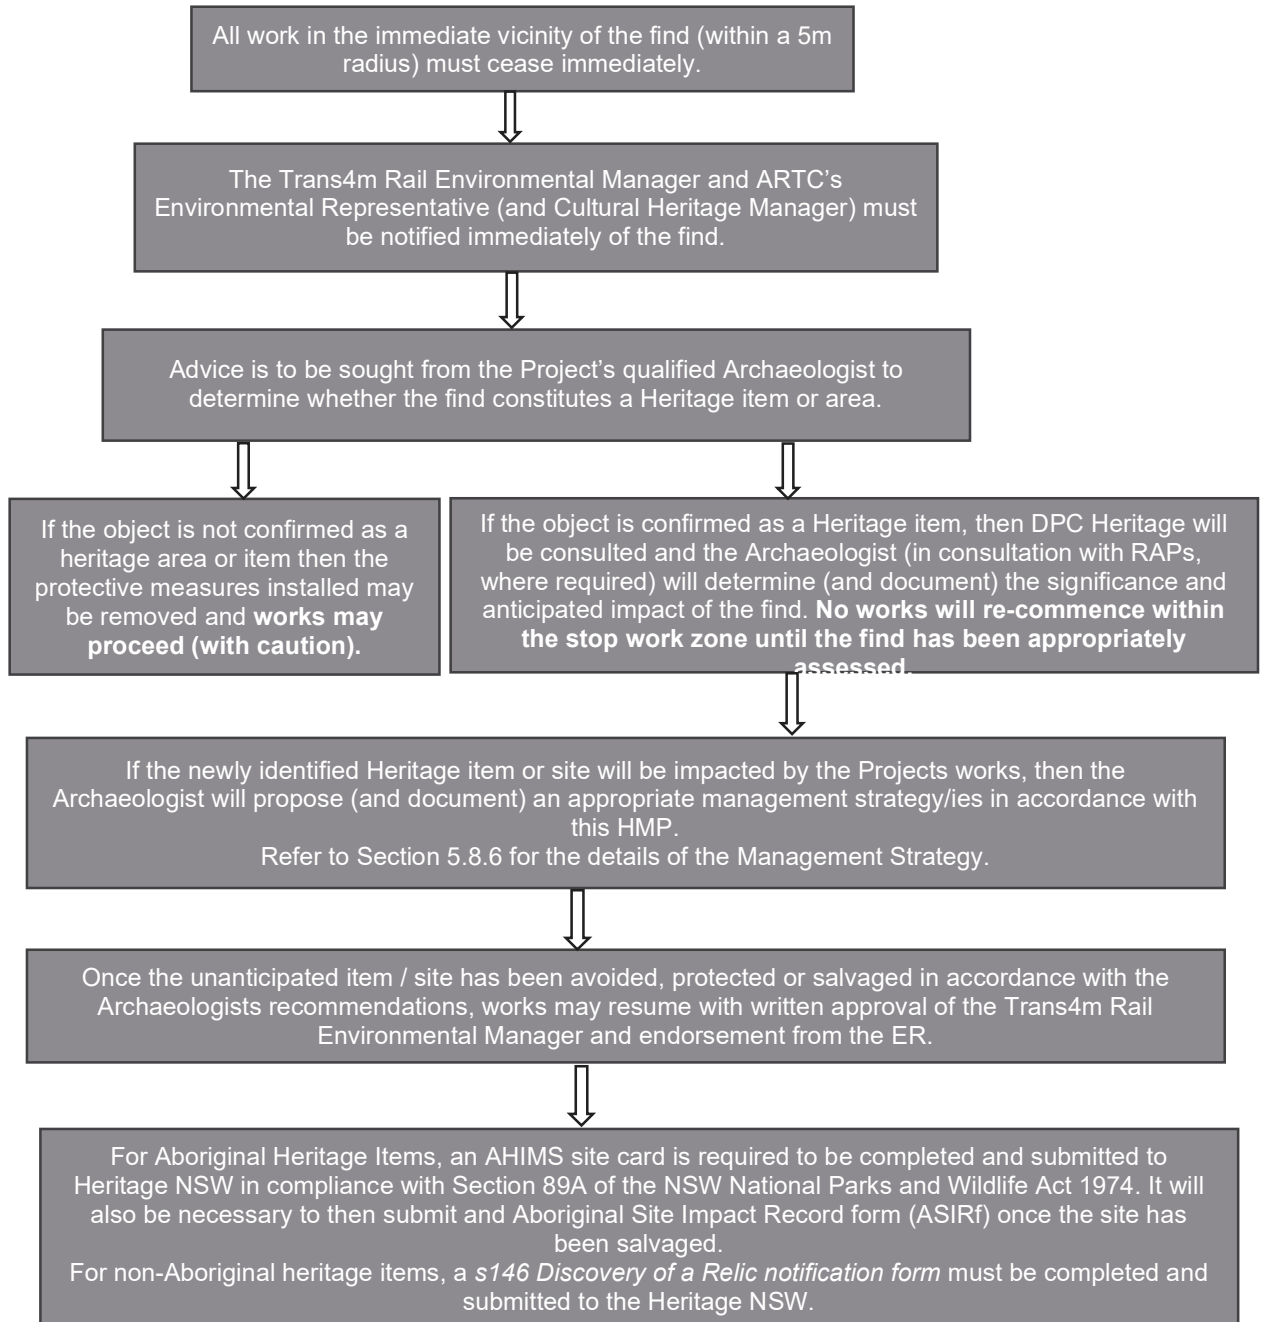 All work in the immediate vicinity of the find (within a 5m
radius) must cease immediately.
The Trans4m Rail Environmental Manager and ARTC's
Environmental Representative (and Cultural Heritage Manager) must
be notified immediately of the find.
Advice is to be sought from the Project's qualified Archaeologist to
determine whether the find constitutes a Heritage item or area.
If the object is not confirmed as a
heritage area or item then the
protective measures installed may
be removed and works may
proceed (with caution).
If the object is confirmed as a Heritage item, then DPC Heritage will
be consulted and the Archaeologist (in consultation with RAPs,
where required) will determine (and document) the significance and
anticipated impact of the find. No works will re-commence within
the stop work zone until the find has been appropriately
assessed.
If the newly identified Heritage item or site will be impacted by the Projects works, then the
Archaeologist will propose (and document) an appropriate management strategy/ies in accordance with
this HMP.
Refer to Section 5.8.6 for the details of the Management Strategy.
Once the unanticipated item / site has been avoided, protected or salvaged in accordance with the
Archaeologists recommendations, works may resume with written approval of the Trans4m Rail
Environmental Manager and endorsement from the ER.
For Aboriginal Heritage Items, an AHIMS site card is required to be completed and submitted to
Heritage NSW in compliance with Section 89A of the NSW National Parks and Wildlife Act 1974. It will
also be necessary to then submit and Aboriginal Site Impact Record form (ASIRf) once the site has
been salvaged.
For non-Aboriginal heritage items, a s146 Discovery of a Relic notification form must be completed and
submitted to the Heritage NSW.